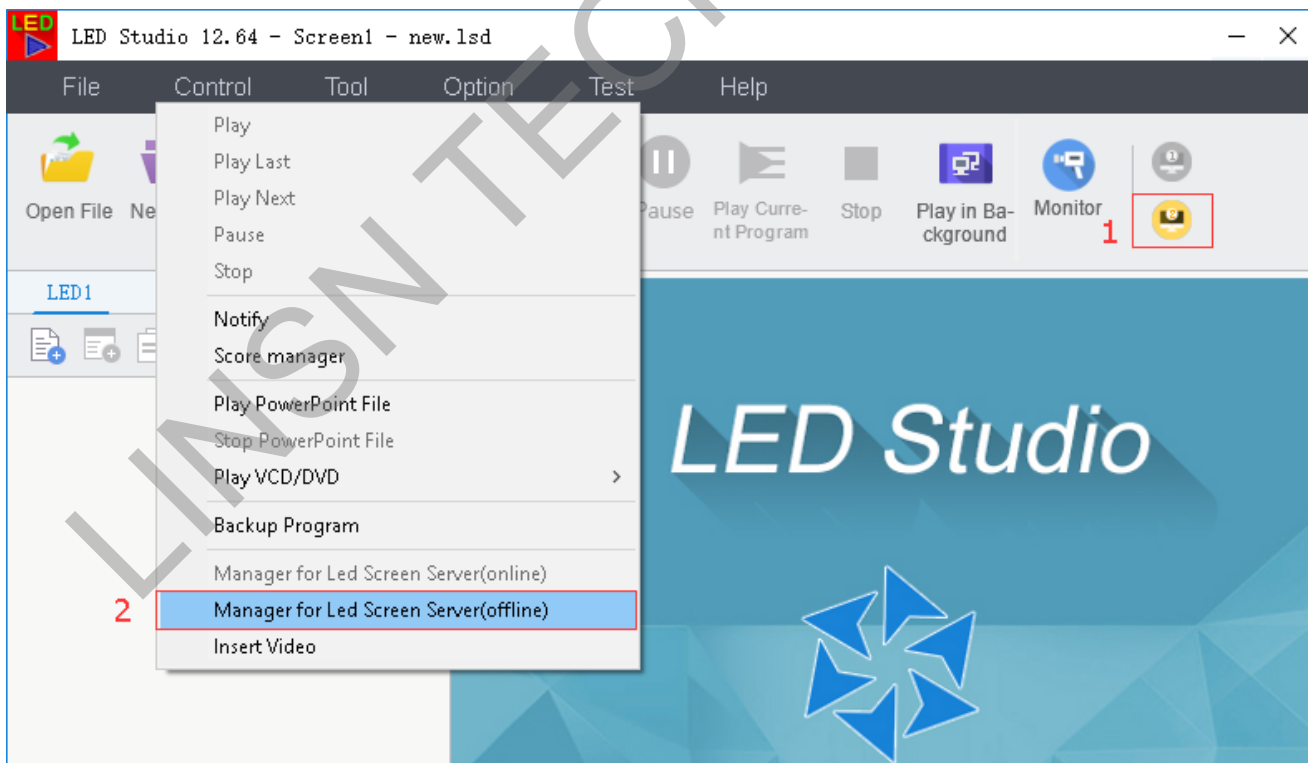 LED
LED Studio 12.64 - Screen1 - new.lsd
File Control Tool Option Test Help
Open File Ne
Pause Play Curre-
nt Program
Stop Play in Ba-
ckground
Monitor
1
LED1
Play
Play Last
Play Next
Pause
Stop
Notify
Score manager
Play PowerPoint File
Stop PowerPoint File
Play VCD/DVD
Backup Program
Manager for Led Screen Server(online)
2 Manager for Led Screen Server(offline)
Insert Video
LED Studio
LINSN TECH